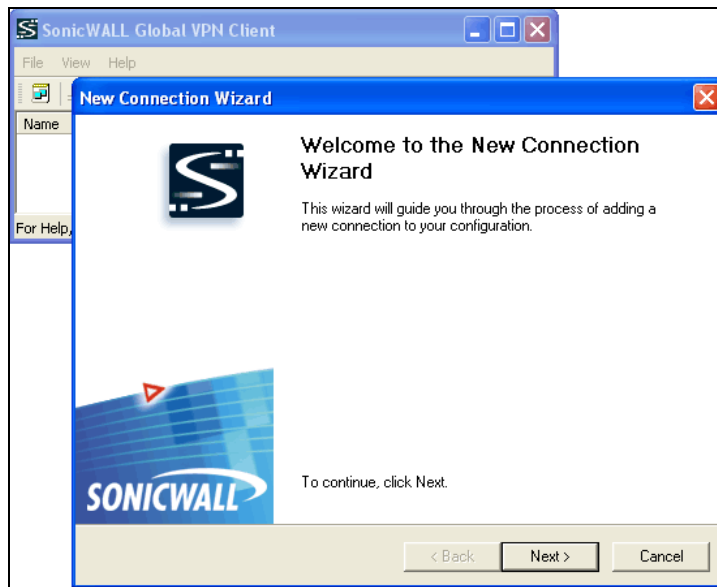 SonicWALL Global VPN Client
File View Help
New Connection Wizard
Name
Welcome to the New Connection
Wizard
This wizard will guide you through the process of adding a
new connection to your configuration.
For Help,
To continue, click Next.
SONICWALL
< Back Next > Cancel